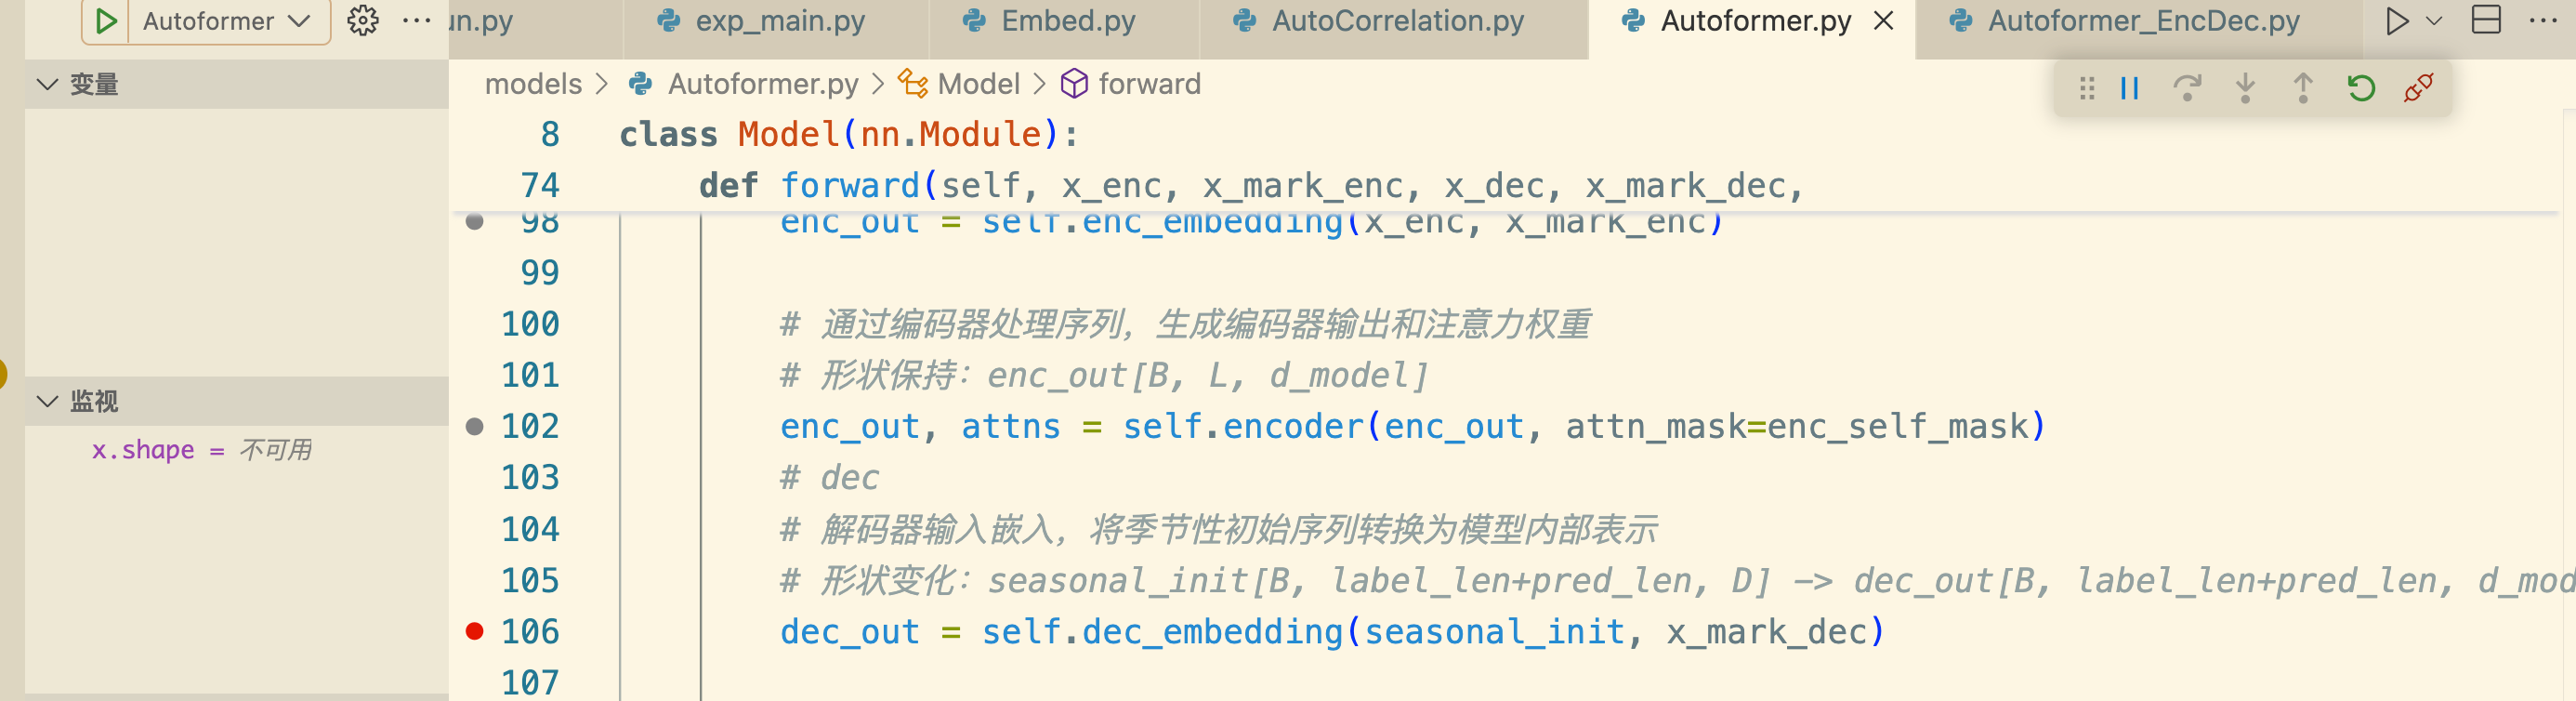 Autoformer
un.py
exp_main.py
Embed.py
AutoCorrelation.py
Autoformer.py
Autoformer_EncDec.py
变量
监视
x.shape = 不可用
models > Autoformer.py > Model > forward
8 class Model(nn.Module):
74 def forward(self, x_enc, x_mark_enc, x_dec, x_mark_dec,
98 enc_out = self.enc_embedding(x_enc, x_mark_enc)
99
100 # 通过编码器处理序列，生成编码器输出和注意力权重
101 # 形状保持：enc_out[B, L, d_model]
102 enc_out, attns = self.encoder(enc_out, attn_mask=enc_self_mask)
103 # dec
104 # 解码器输入嵌入，将季节性初始序列转换为模型内部表示
105 # 形状变化：seasonal_init[B, label_len+pred_len, D] -> dec_out[B, label_len+pred_len, d_mod
106 dec_out = self.dec_embedding(seasonal_init, x_mark_dec)
107